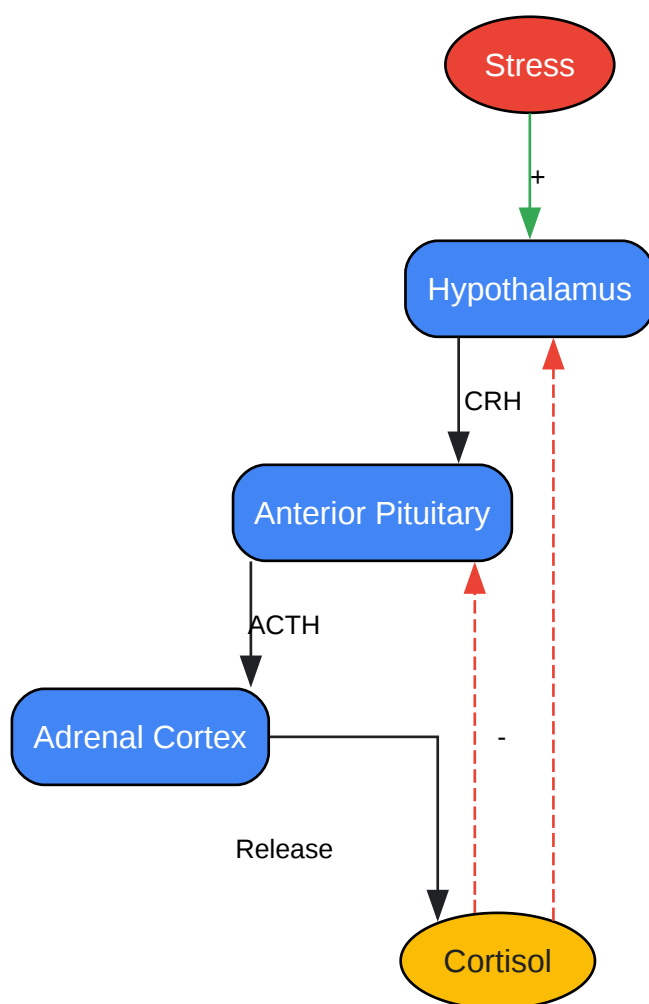 Stress
+
Hypothalamus
CRH
Anterior Pituitary
ACTH
Adrenal Cortex
-
Release
Cortisol